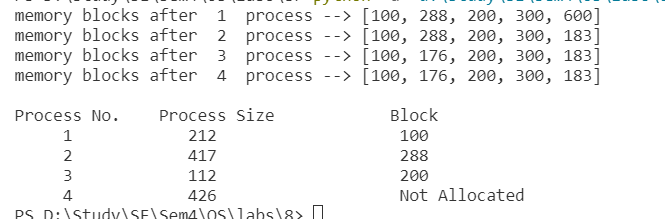 memory blocks after  1  process --> [100, 288, 200, 300, 600]
memory blocks after  2  process --> [100, 288, 200, 300, 183]
memory blocks after  3  process --> [100, 176, 200, 300, 183]
memory blocks after  4  process --> [100, 176, 200, 300, 183]
Process No.    Process Size    Block
1    212    100
2    417    288
3    112    200
4    426    Not Allocated
PS D:\Study\SE\Sem4\OS\labs\8>